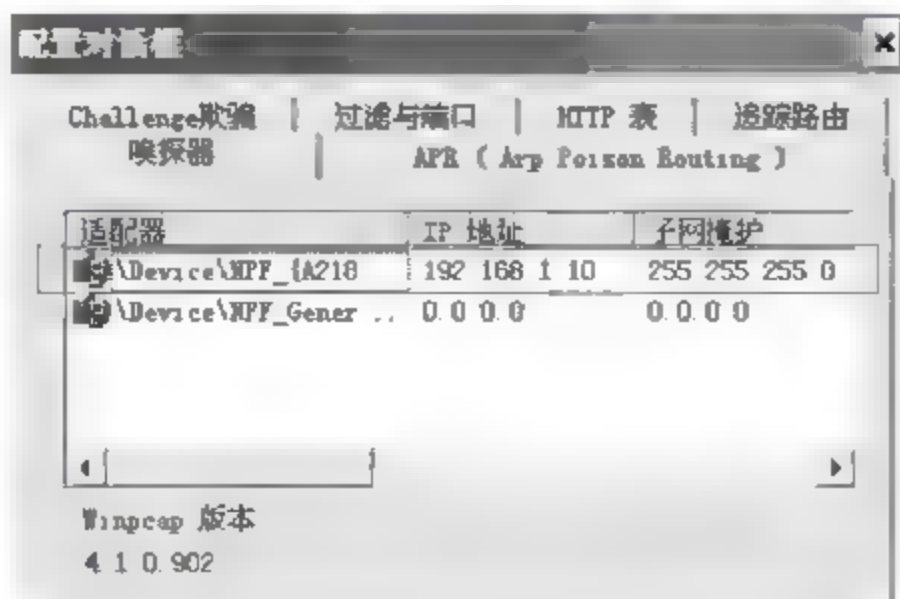 配置对话框
Challenge欺骗 过滤与端口 HTTP 表 追踪路由
嗅探器 APR ( Arp Poison Routing )
适配器 IP 地址 子网掩护
\Device\NPF_{A218 192 168 1 10 255 255 255 0
\Device\NPF_Gener .. 0.0.0.0 0.0.0.0
Winpcap 版本
4.1.0.902